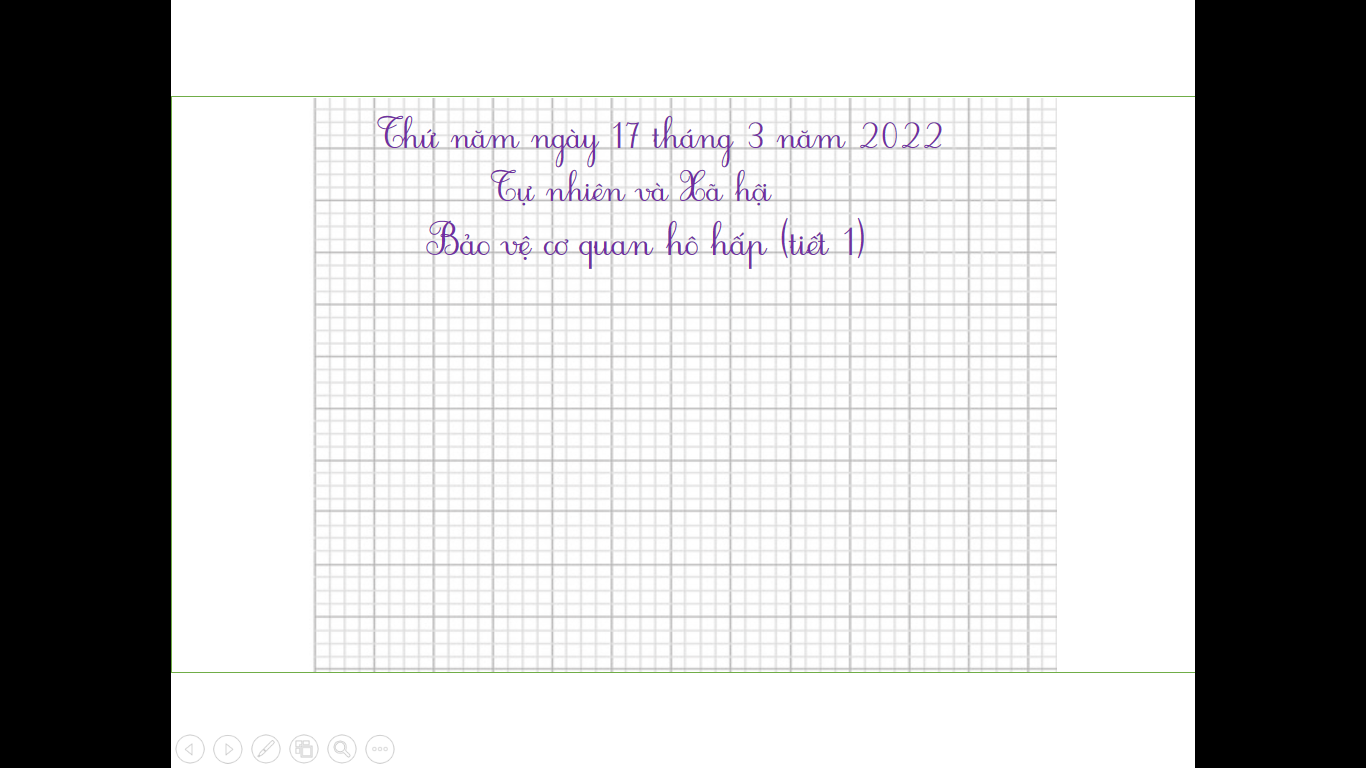 Thứ năm ngày 17 tháng 3 năm 2022
Tự nhiên và Xã hội
Bảo vệ cơ quan hô hấp (tiết 1)